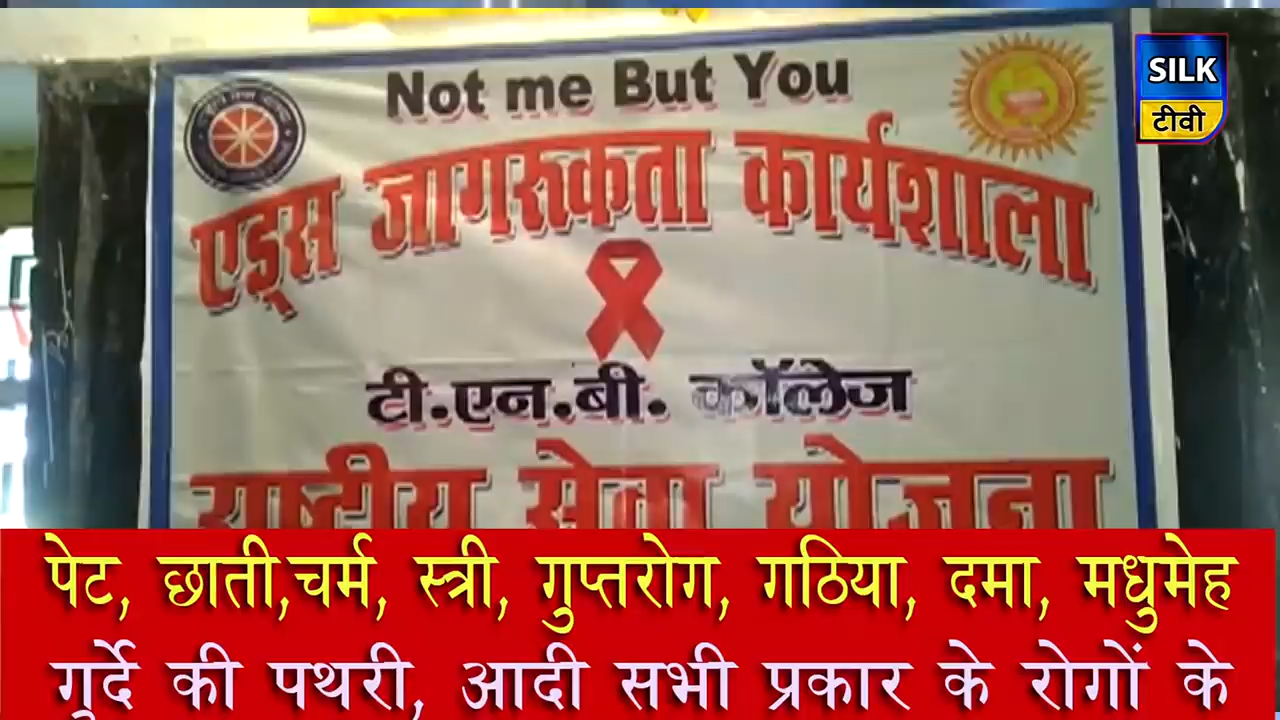 Not me But You
SILK
टीवी
एड्स जागरुकता कार्यशाला
टी.एन.बी. कॉलेज
राष्ट्रीय सेवा योजना
पेट, छाती,चर्म, स्त्री, गुप्तरोग, गठिया, दमा, मधुमेह
गुर्दे की पथरी, आदी सभी प्रकार के रोगों के